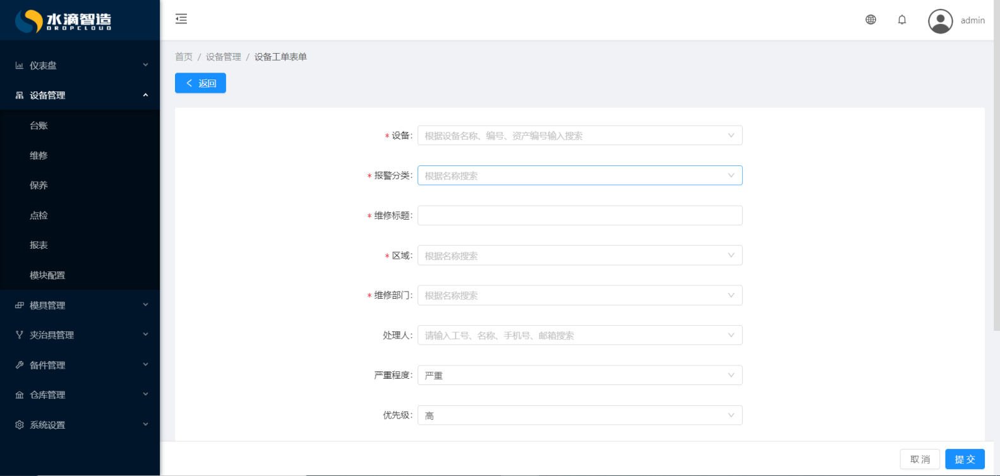 水滴智造
DROPCLOUD
admin
仪表盘
设备管理
台账
维修
保养
点检
报表
模块配置
模具管理
夹治具管理
备件管理
仓库管理
系统设置
首页 / 设备管理 / 设备工单表单
返回
* 设备: 根据设备名称、编号、资产编号输入搜索
* 报警分类: 根据名称搜索
* 维修标题:
* 区域: 根据名称搜索
* 维修部门: 根据名称搜索
处理人: 请输入工号、名称、手机号、邮箱搜索
严重程度: 严重
优先级: 高
取 消
提 交